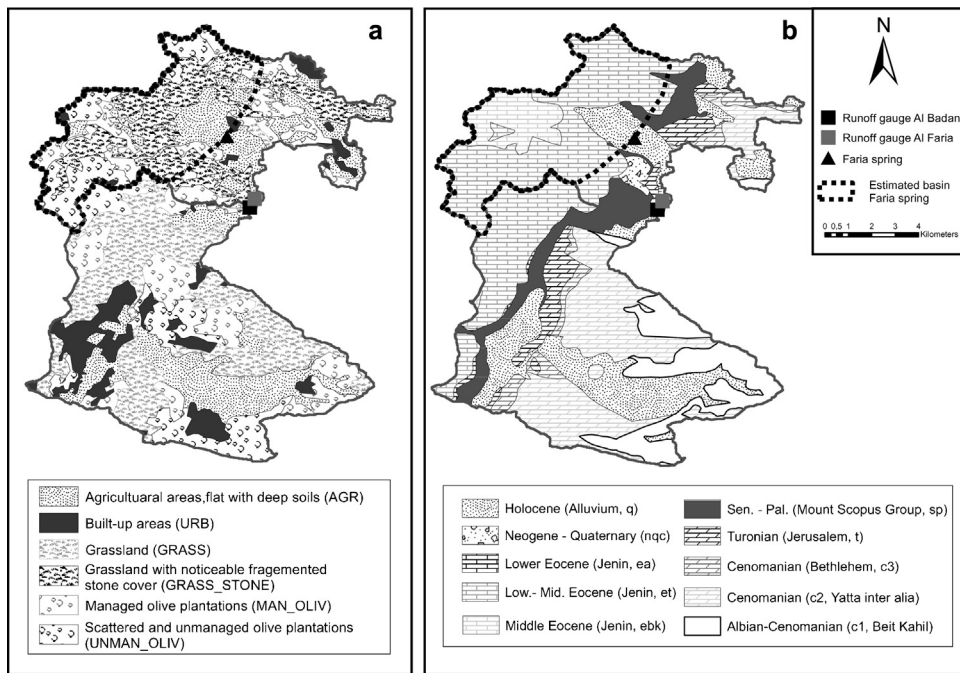 a
b
N
Runoff gauge Al Badan
Runoff gauge Al Faria
Faria spring
Estimated basin
Faria spring
0 0,5 1 2 3 4
Kilometers
Agricultuaral areas,flat with deep soils (AGR)
Built-up areas (URB)
Grassland (GRASS)
Grassland with noticeable fragemented
stone cover (GRASS_STONE)
Managed olive plantations (MAN_OLIV)
Scattered and unmanaged olive plantations
(UNMAN_OLIV)
Holocene (Alluvium, q)
Neogene - Quaternary (nqc)
Lower Eocene (Jenin, ea)
Low.- Mid. Eocene (Jenin, et)
Middle Eocene (Jenin, ebk)
Sen. - Pal. (Mount Scopus Group, sp)
Turonian (Jerusalem, t)
Cenomanian (Bethlehem, c3)
Cenomanian (c2, Yatta inter alia)
Albian-Cenomanian (c1, Beit Kahil)